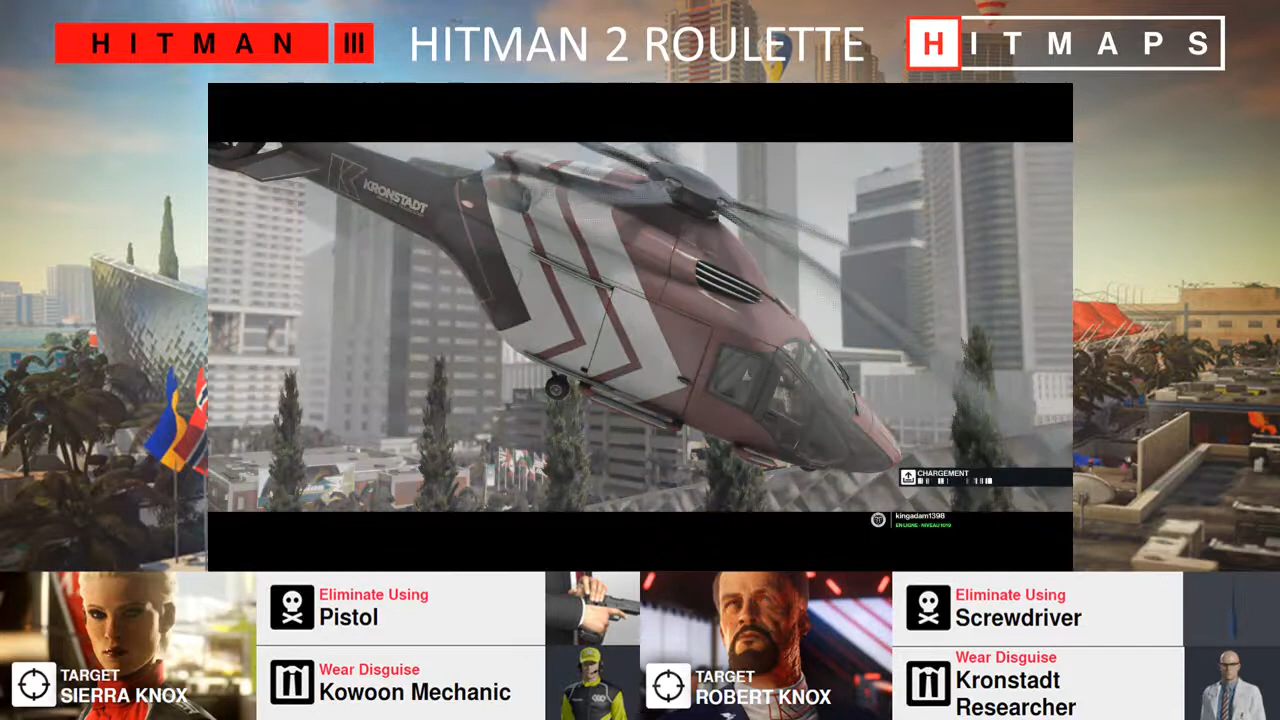 HITMAN III
HITMAN 2 ROULETTE
HITMAPS
KRONSTADT
CHARGEMENT
kingadam1398
EN LIGNE - NIVEAU 1019
Eliminate Using
Pistol
Wear Disguise
Kowoon Mechanic
TARGET
SIERRA KNOX
Eliminate Using
Screwdriver
Wear Disguise
Kronstadt
Researcher
TARGET
ROBERT KNOX